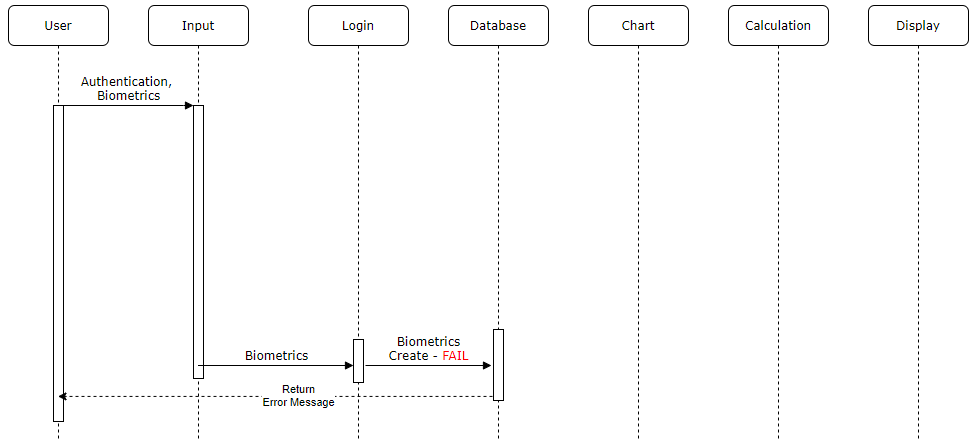 User
Input
Login
Database
Chart
Calculation
Display
Authentication,
Biometrics
Biometrics
Biometrics
Create - FAIL
Return
Error Message